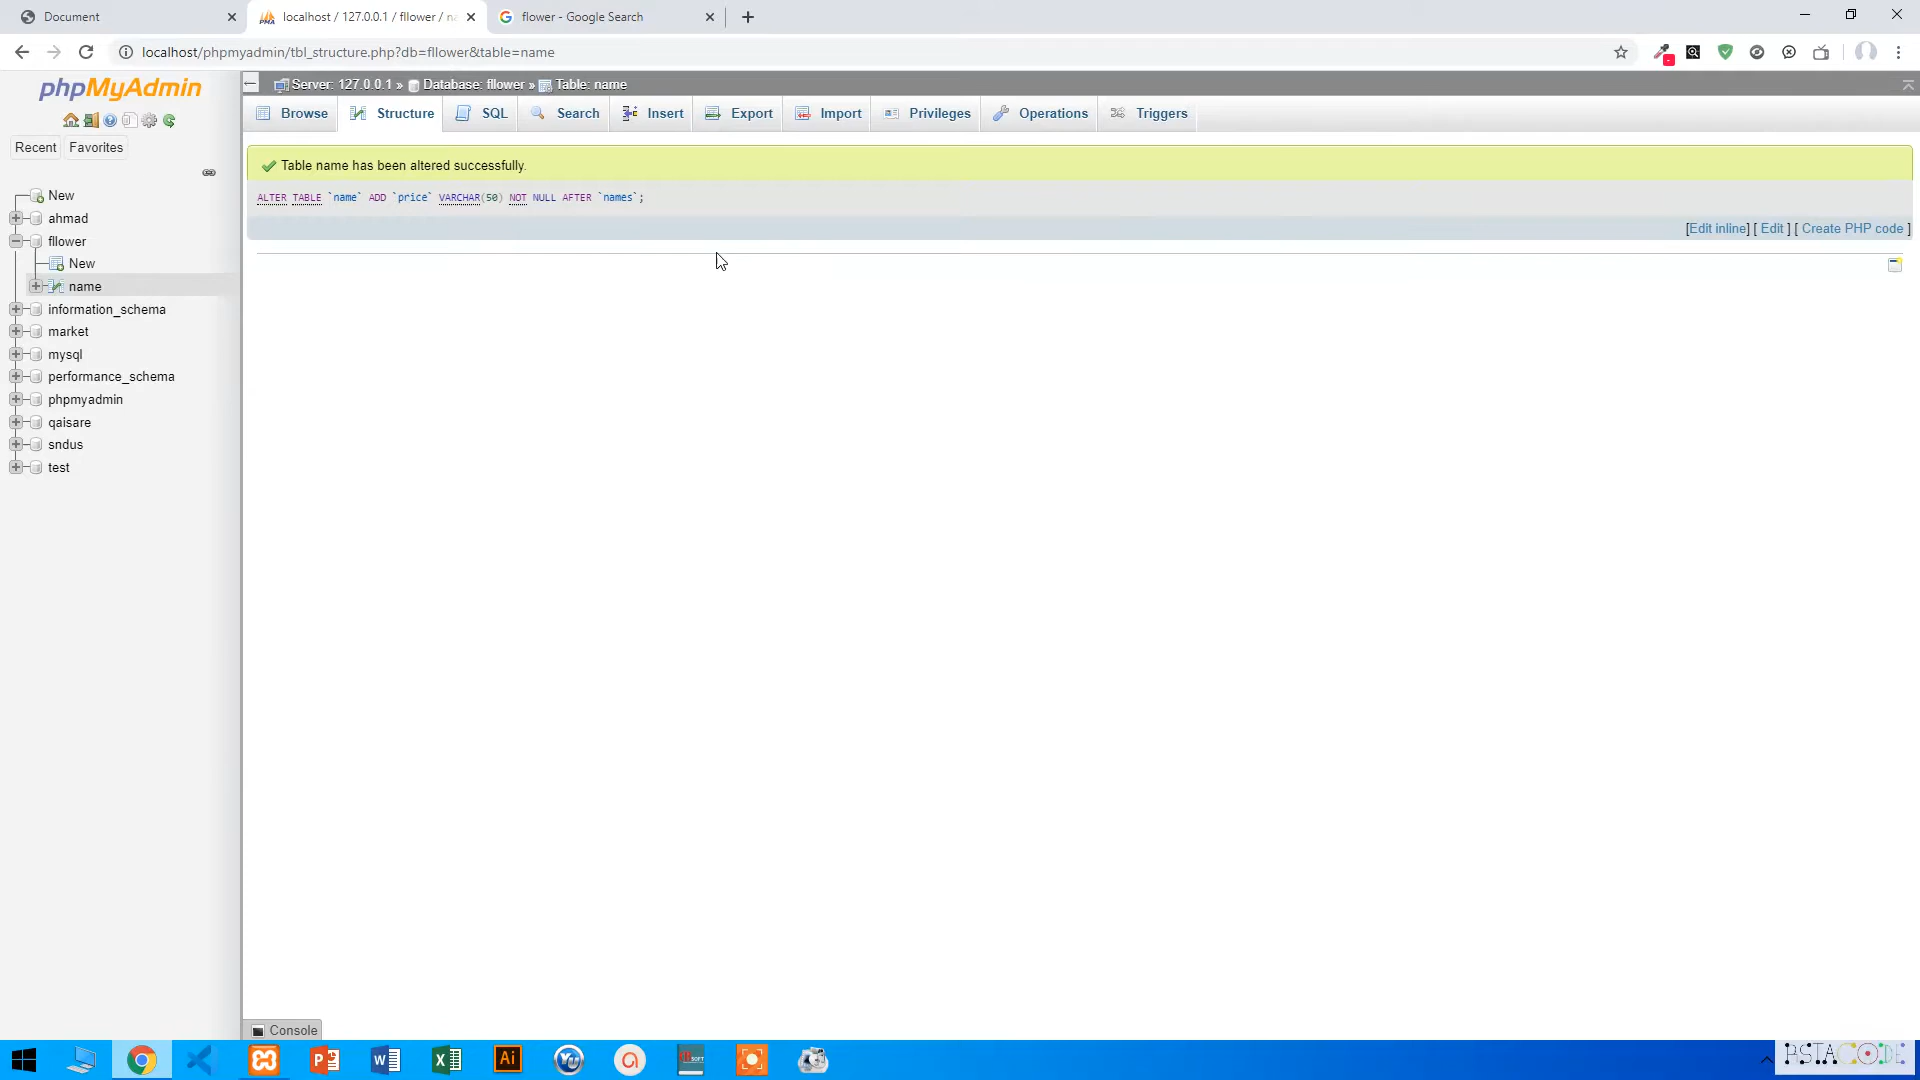 Document
localhost / 127.0.0.1 / fllower / na
flower - Google Search
localhost/phpmyadmin/tbl_structure.php?db=fllower&table=name
phpMyAdmin
Server: 127.0.0.1 » Database: fllower » Table: name
Browse
Structure
SQL
Search
Insert
Export
Import
Privileges
Operations
Triggers
Recent
Favorites
Table name has been altered successfully.
ALTER TABLE `name` ADD `price` VARCHAR(50) NOT NULL AFTER `names`;
[Edit inline] [ Edit ] [ Create PHP code ]
New
ahmad
fllower
New
name
information_schema
market
mysql
performance_schema
phpmyadmin
qaisare
sndus
test
Console
RSTACODE